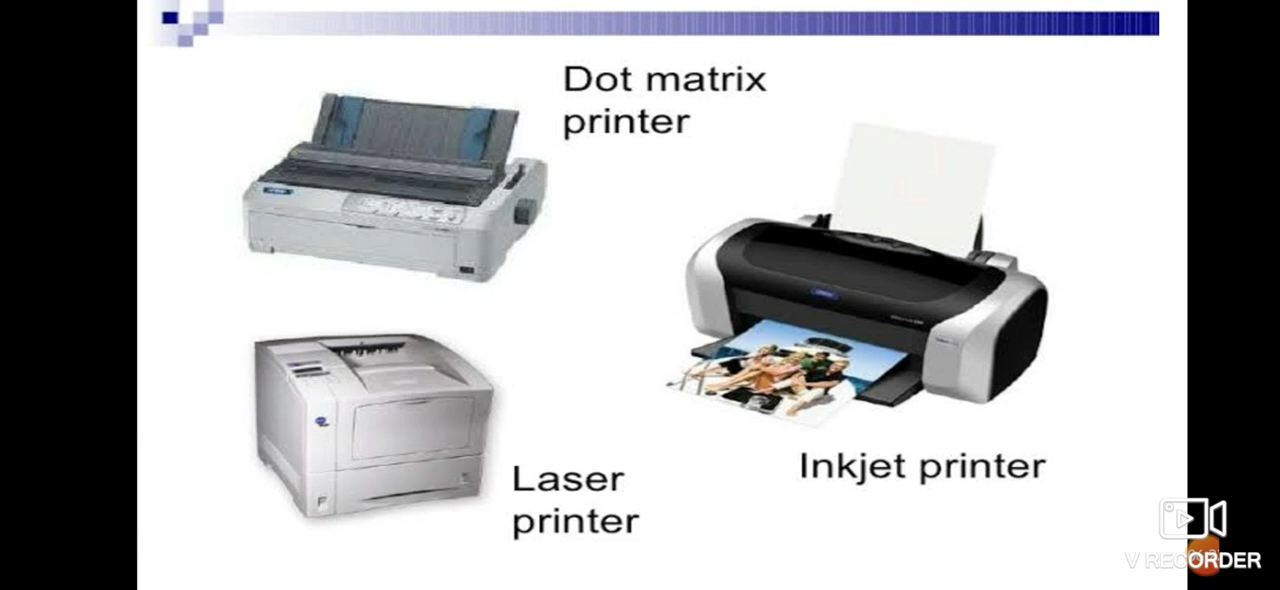 Dot matrix
printer
Inkjet printer
Laser
printer
V RECORDER